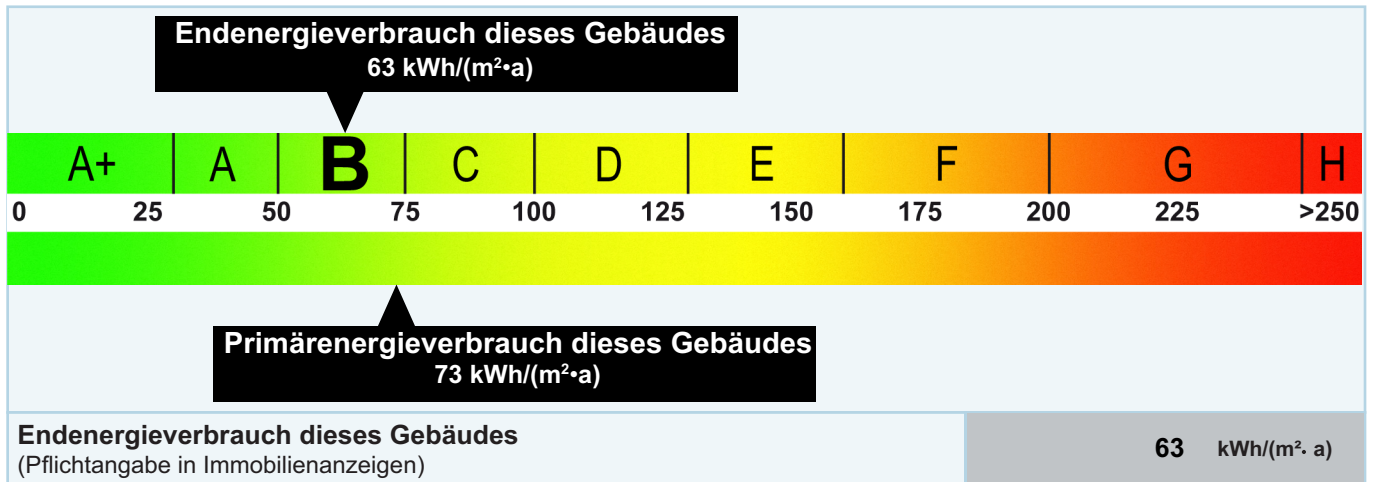 Endenergieverbrauch dieses Gebäudes
63 kWh/(m²•a)
A+ A B C D E F G H
0 25 50 75 100 125 150 175 200 225 >250
Primärenergieverbrauch dieses Gebäudes
73 kWh/(m²•a)
Endenergieverbrauch dieses Gebäudes
(Pflichtangabe in Immobilienanzeigen)
63 kWh/(m²· a)